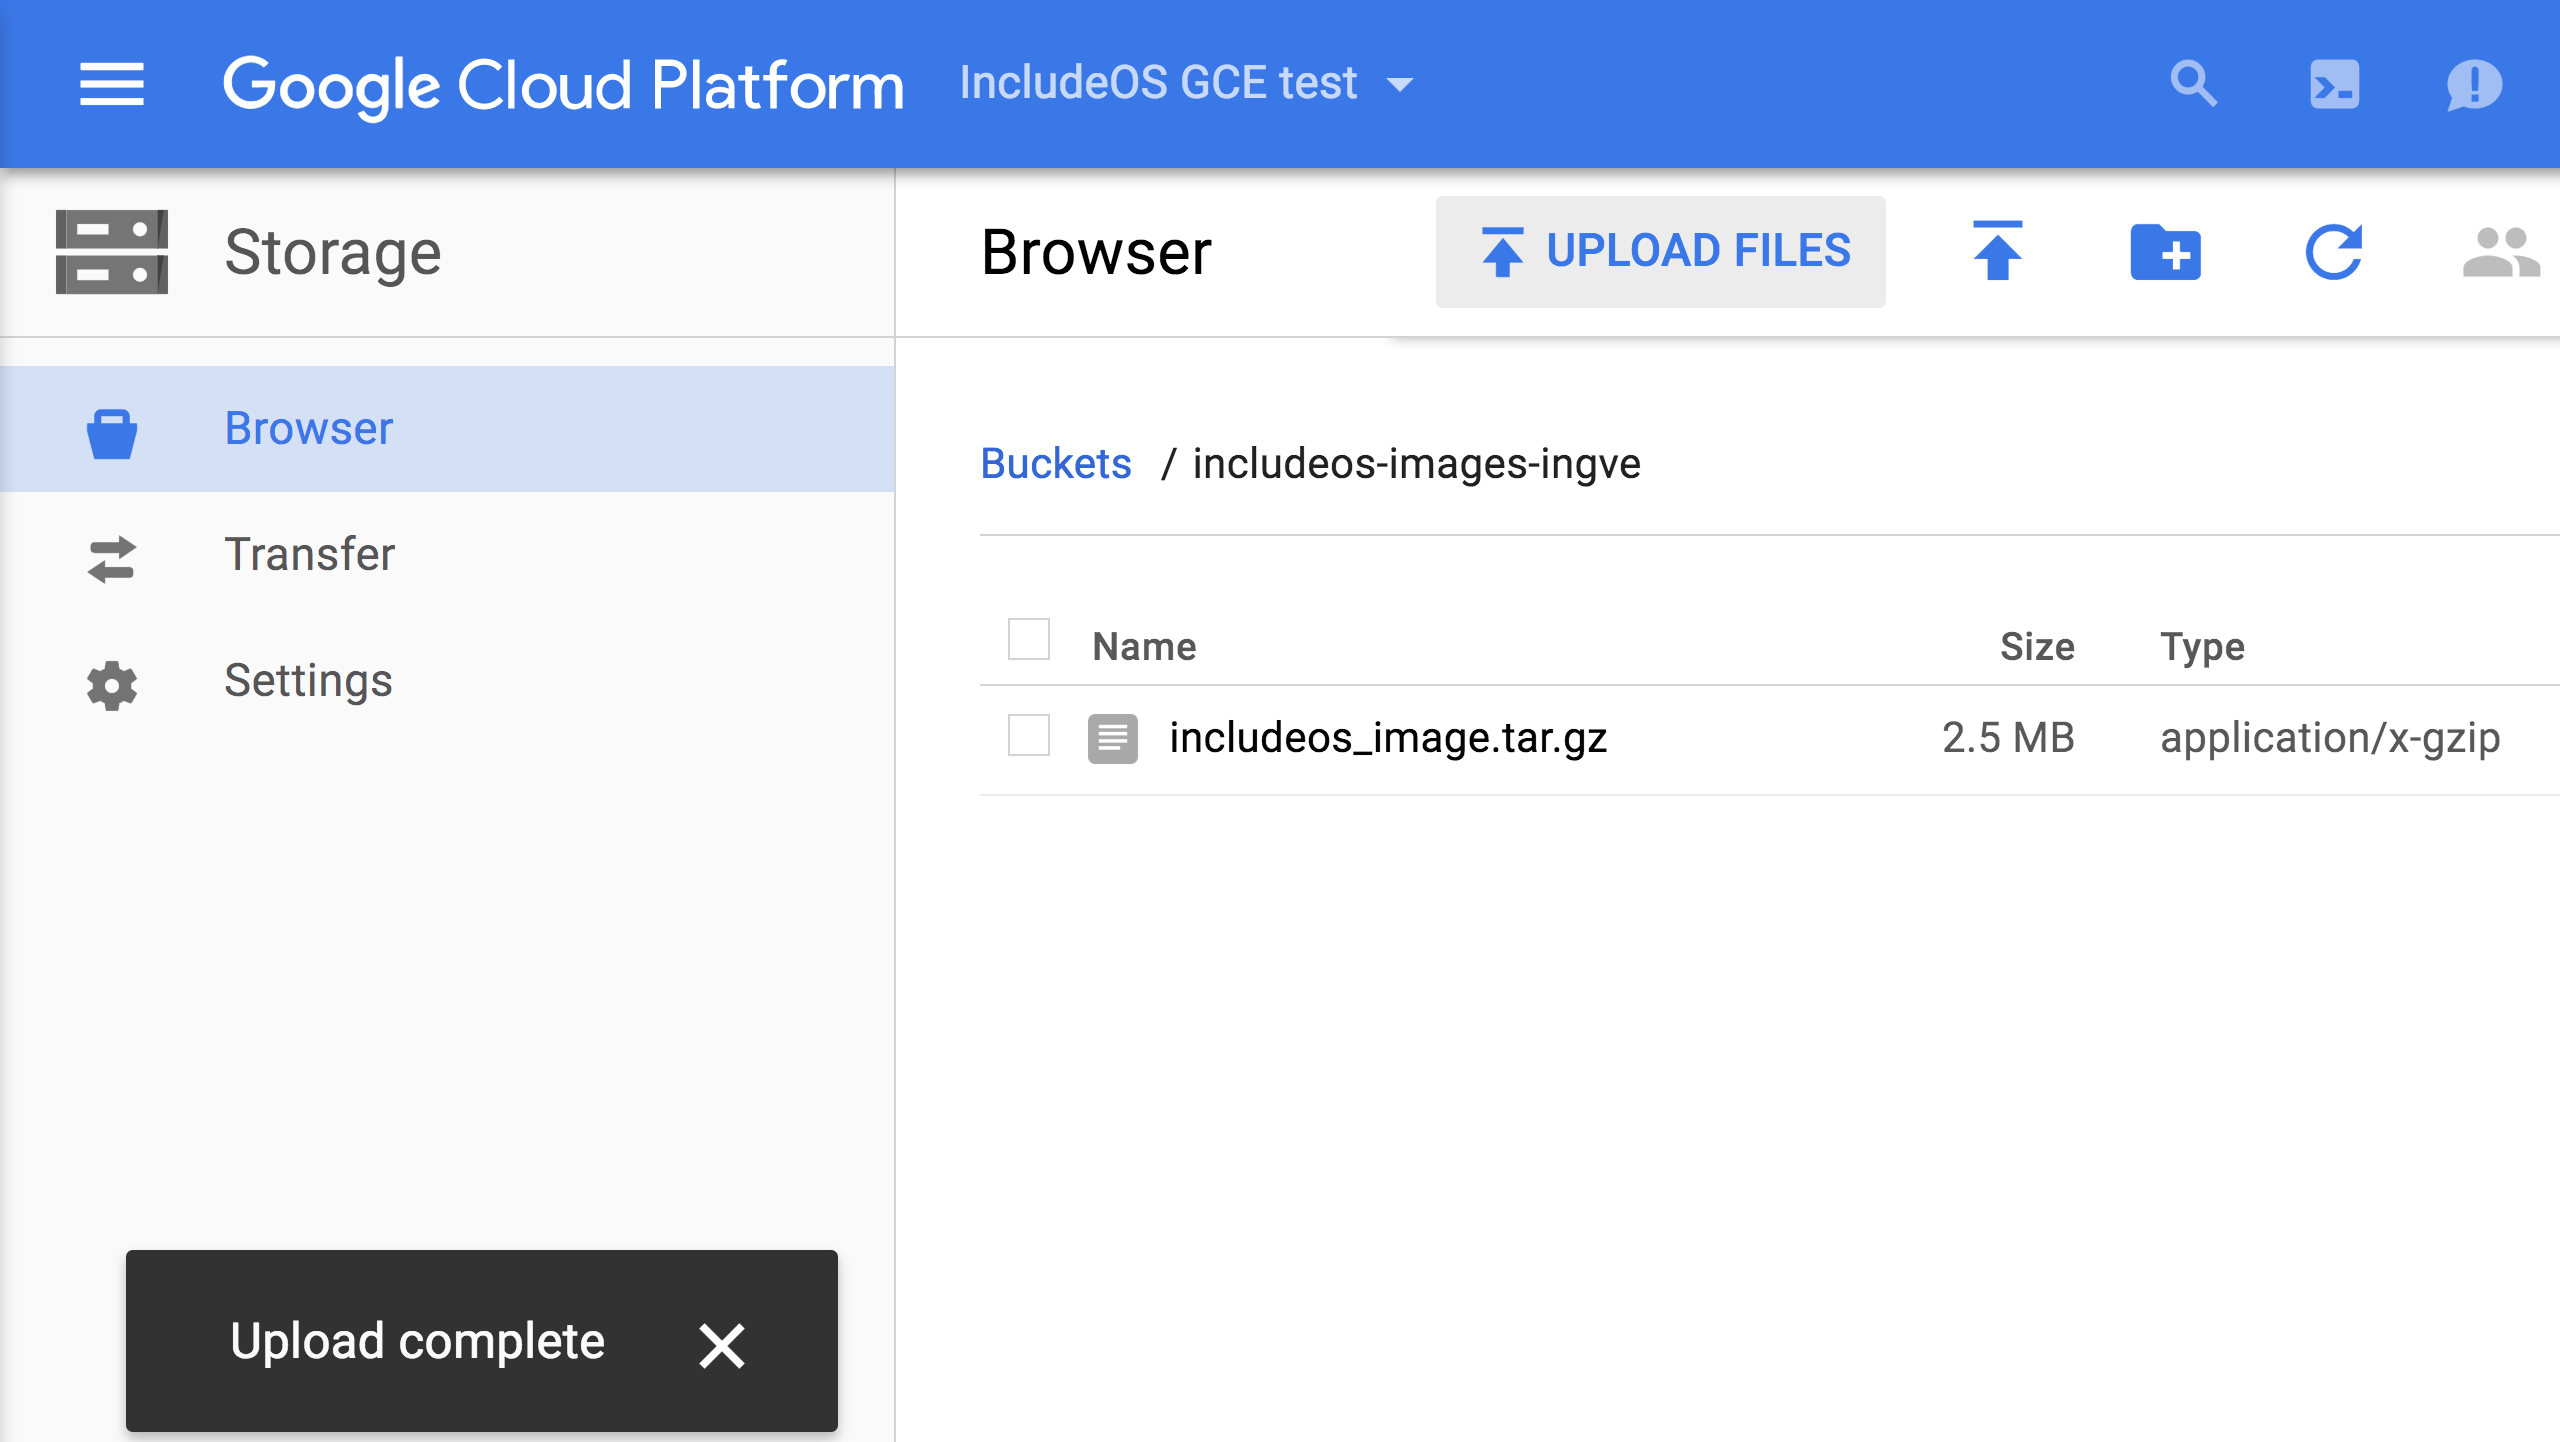 Google Cloud Platform IncludeOS GCE test
Storage
Browser
UPLOAD FILES
Browser
Transfer
Settings
Buckets / includeos-images-ingve
Name Size Type
includeos_image.tar.gz 2.5 MB application/x-gzip
Upload complete